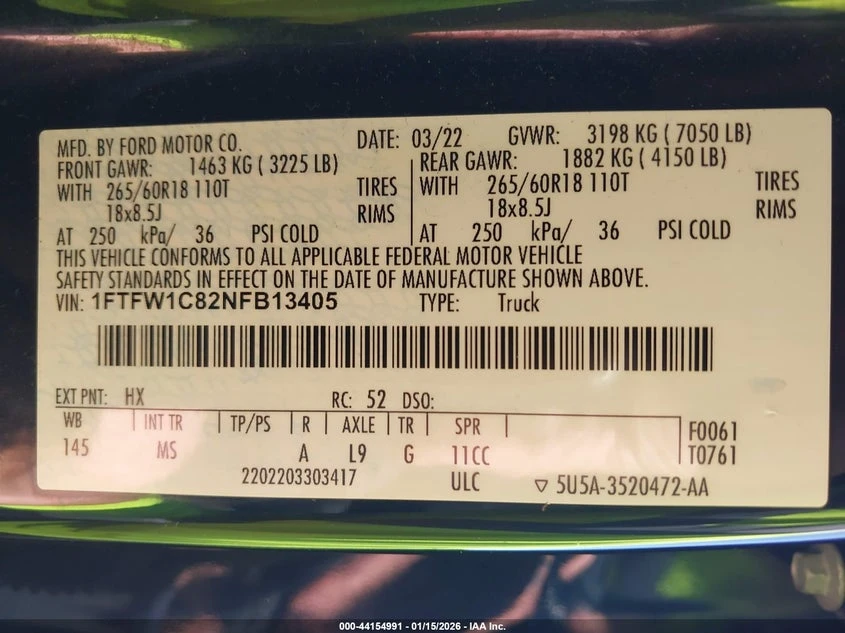 MFD. BY FORD MOTOR CO. DATE: 03/22 GVWR: 3198 KG ( 7050 LB)
FRONT GAWR: 1463 KG ( 3225 LB) REAR GAWR: 1882 KG ( 4150 LB)
WITH 265/60R18 110T TIRES WITH 265/60R18 110T TIRES
18x8.5J RIMS 18x8.5J RIMS
AT 250 kPa/ 36 PSI COLD AT 250 kPa/ 36 PSI COLD
THIS VEHICLE CONFORMS TO ALL APPLICABLE FEDERAL MOTOR VEHICLE
SAFETY STANDARDS IN EFFECT ON THE DATE OF MANUFACTURE SHOWN ABOVE.
VIN: 1FTFW1C82NFB13405 TYPE: Truck
EXT PNT: HX RC: 52 DSO:
WB INT TR TP/PS R AXLE TR SPR F0061
145 MS A L9 G 11CC T0761
2202203303417 ULC ▽ 5U5A-3520472-AA
000-44154991 - 01/15/2026 - IAA Inc.